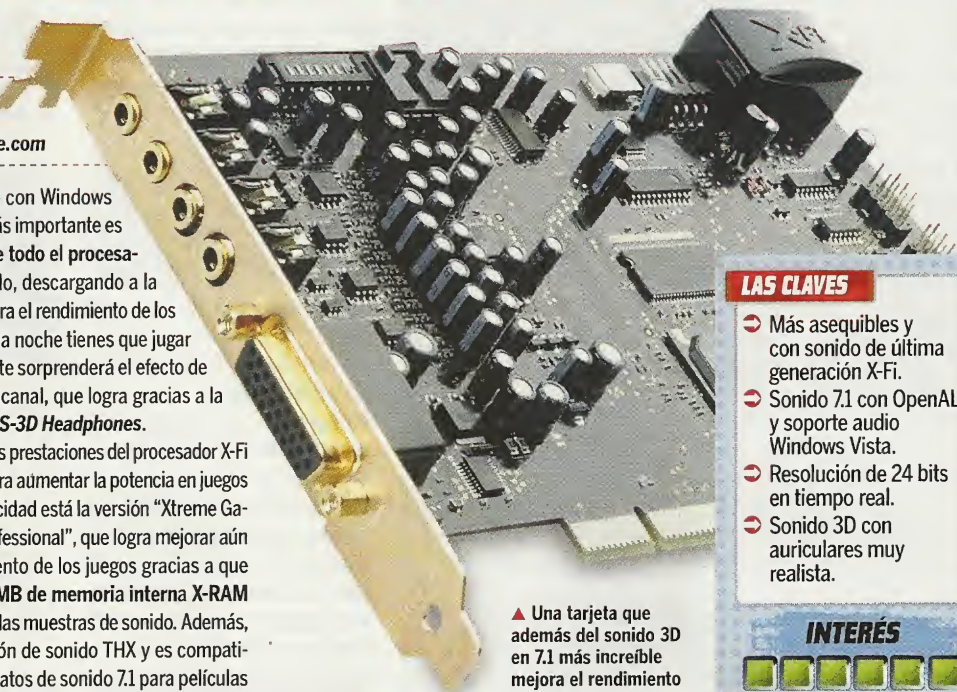 e.com
con Windows
ás importante es
e todo el procesa-
lo, descargando a la
ra el rendimiento de los
a noche tienes que jugar
te sorprenderá el efecto de
canal, que logra gracias a la
S-3D Headphones.
s prestaciones del procesador X-Fi
ra aumentar la potencia en juegos
cidad está la versión "Xtreme Ga-
fessional", que logra mejorar aún
ento de los juegos gracias a que
MB de memoria interna X-RAM
las muestras de sonido. Además,
ón de sonido THX y es compati-
atos de sonido 7.1 para películas
▲ Una tarjeta que
además del sonido 3D
en 7.1 más increíble
mejora el rendimiento
LAS CLAVES
Más asequibles y
con sonido de última
generación X-Fi.
Sonido 7.1 con OpenAL
y soporte audio
Windows Vista.
Resolución de 24 bits
en tiempo real.
Sonido 3D con
auriculares muy
realista.
INTERÉS